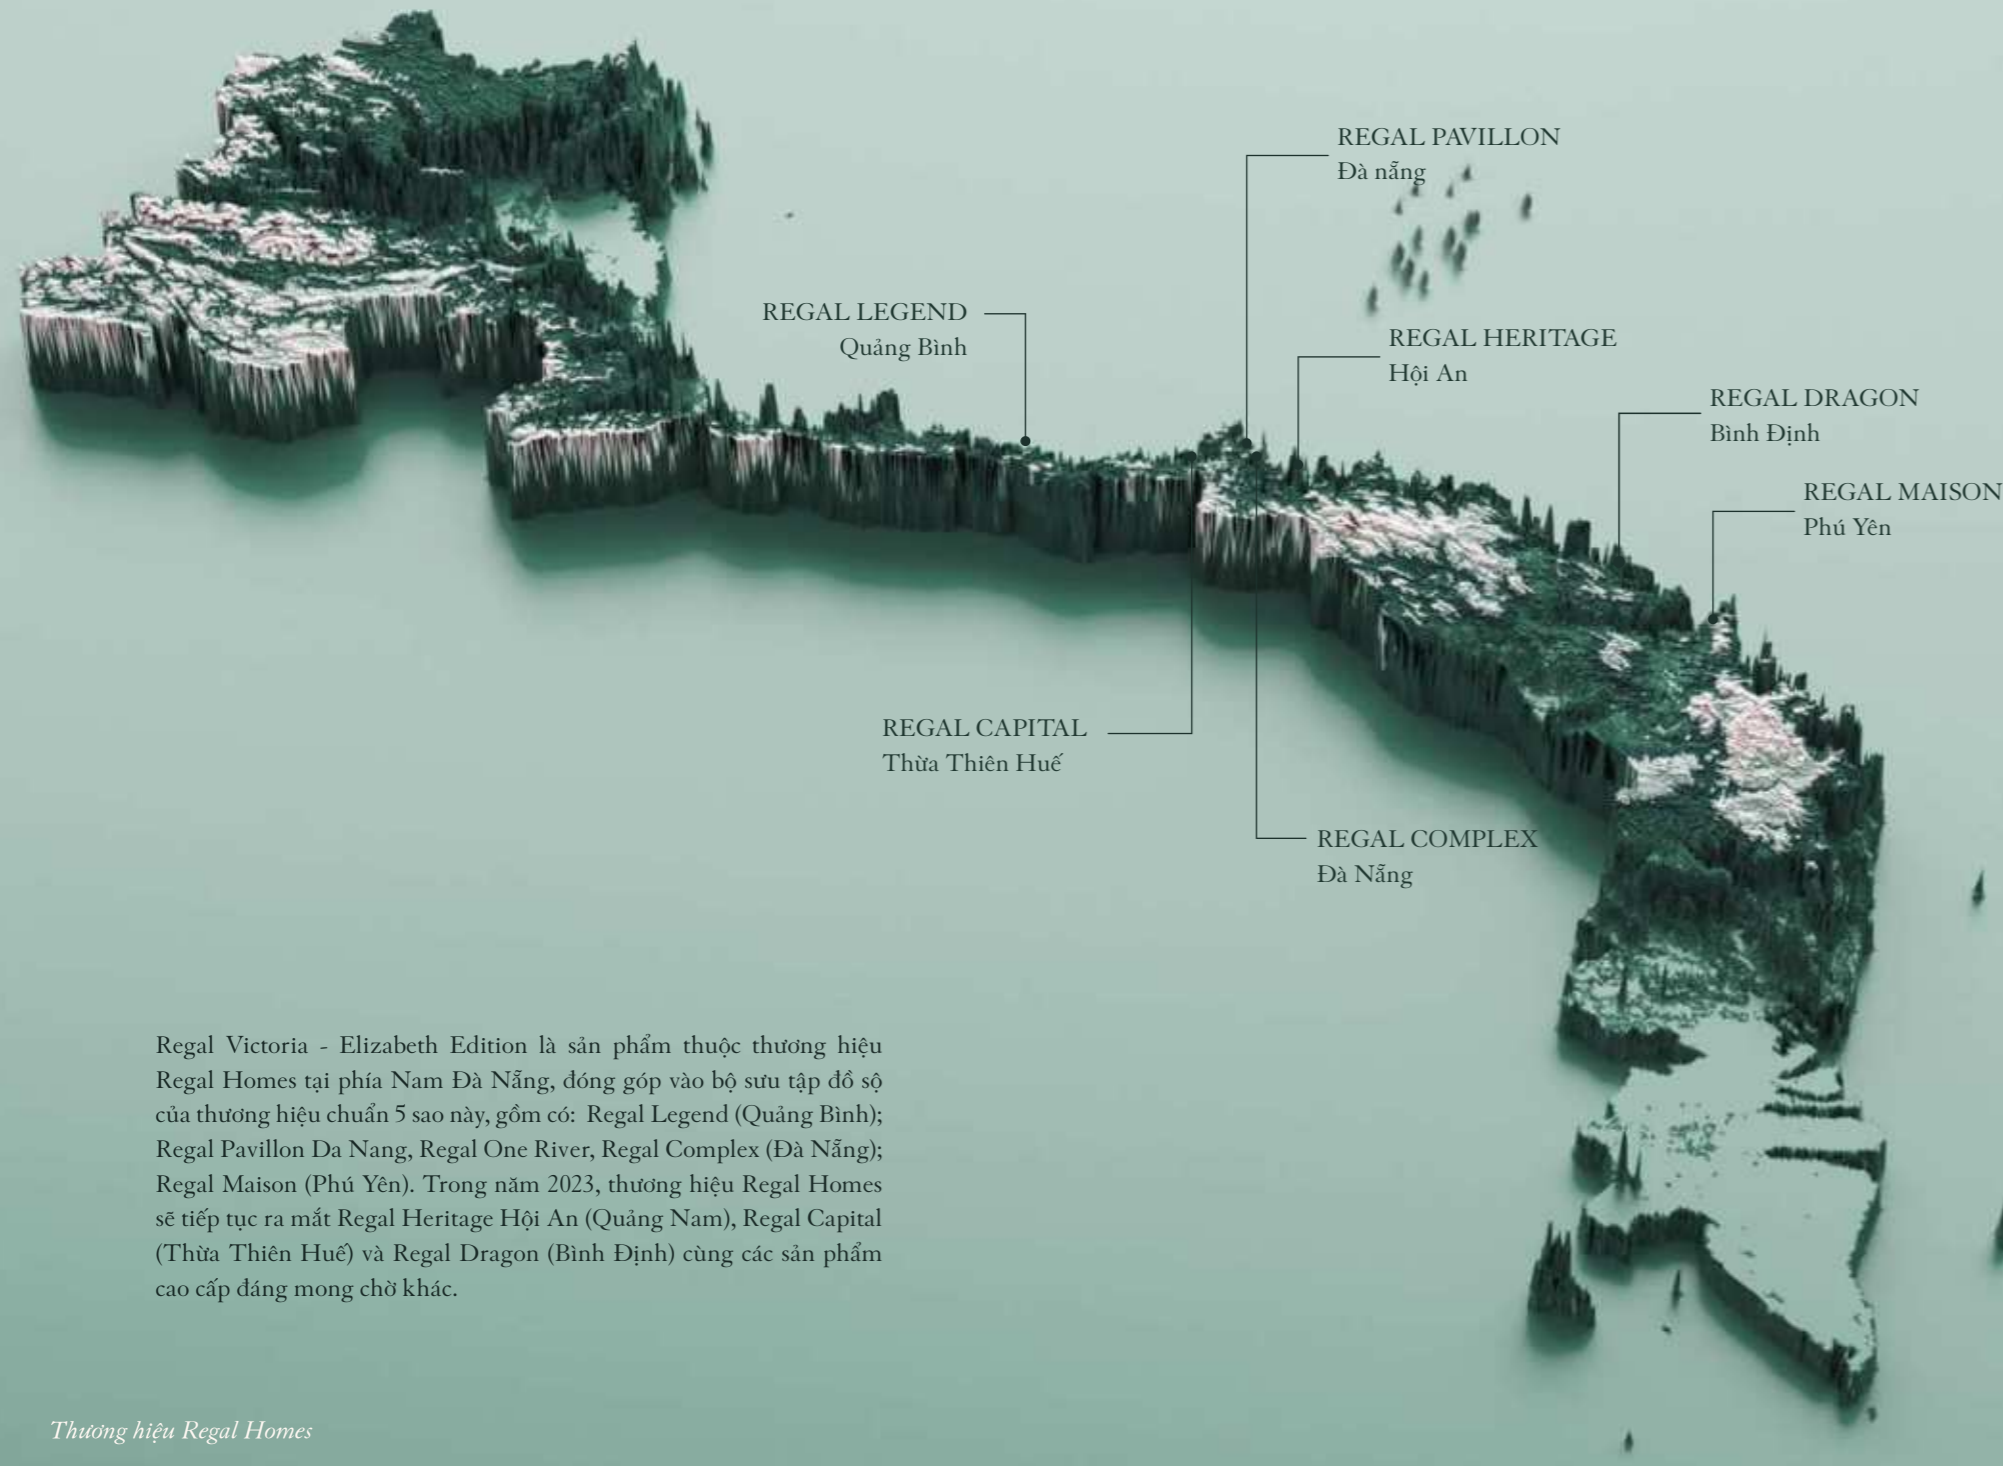 REGAL PAVILLON
Đà nẵng
REGAL LEGEND
Quảng Bình
REGAL HERITAGE
Hội An
REGAL DRAGON
Bình Định
REGAL MAISON
Phú Yên
REGAL CAPITAL
Thừa Thiên Huế
REGAL COMPLEX
Đà Nẵng
Regal Victoria - Elizabeth Edition là sản phẩm thuộc thương hiệu
Regal Homes tại phía Nam Đà Nẵng, đóng góp vào bộ sưu tập đồ sộ
của thương hiệu chuẩn 5 sao này, gồm có: Regal Legend (Quảng Bình);
Regal Pavillon Da Nang, Regal One River, Regal Complex (Đà Nẵng);
Regal Maison (Phú Yên). Trong năm 2023, thương hiệu Regal Homes
sẽ tiếp tục ra mắt Regal Heritage Hội An (Quảng Nam), Regal Capital
(Thừa Thiên Huế) và Regal Dragon (Bình Định) cùng các sản phẩm
cao cấp đáng mong chờ khác.
Thương hiệu Regal Homes